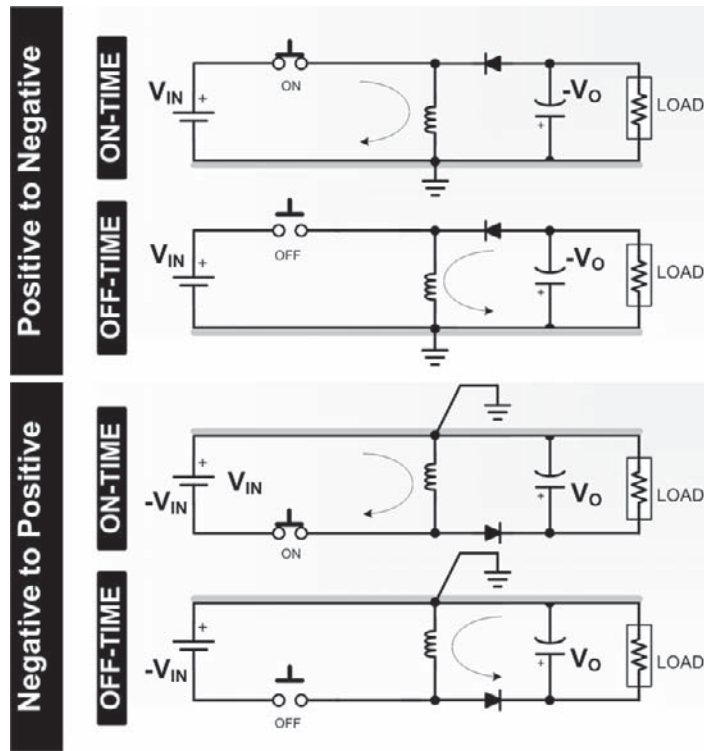 Positive to Negative
ON-TIME
V_IN
+
ON
-V_O
+
LOAD
OFF-TIME
V_IN
+
OFF
-V_O
+
LOAD
Negative to Positive
ON-TIME
+
-V_IN
V_IN
ON
V_O
+
LOAD
OFF-TIME
+
-V_IN
OFF
V_O
+
LOAD